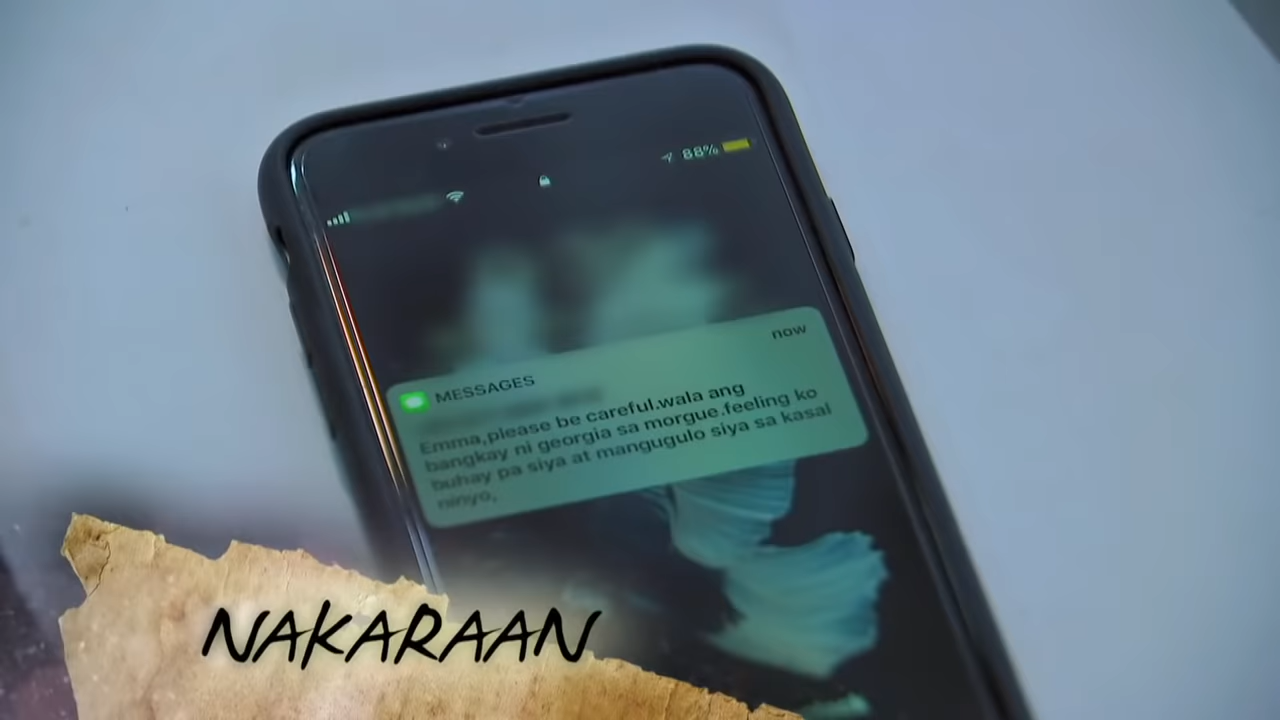 88%
now
MESSAGES
Emma,please be careful.wala ang
bangkay ni georgia sa morgue.feeling ko
buhay pa siya at mangugulo siya sa kasal
ninyo,
NAKARAAN